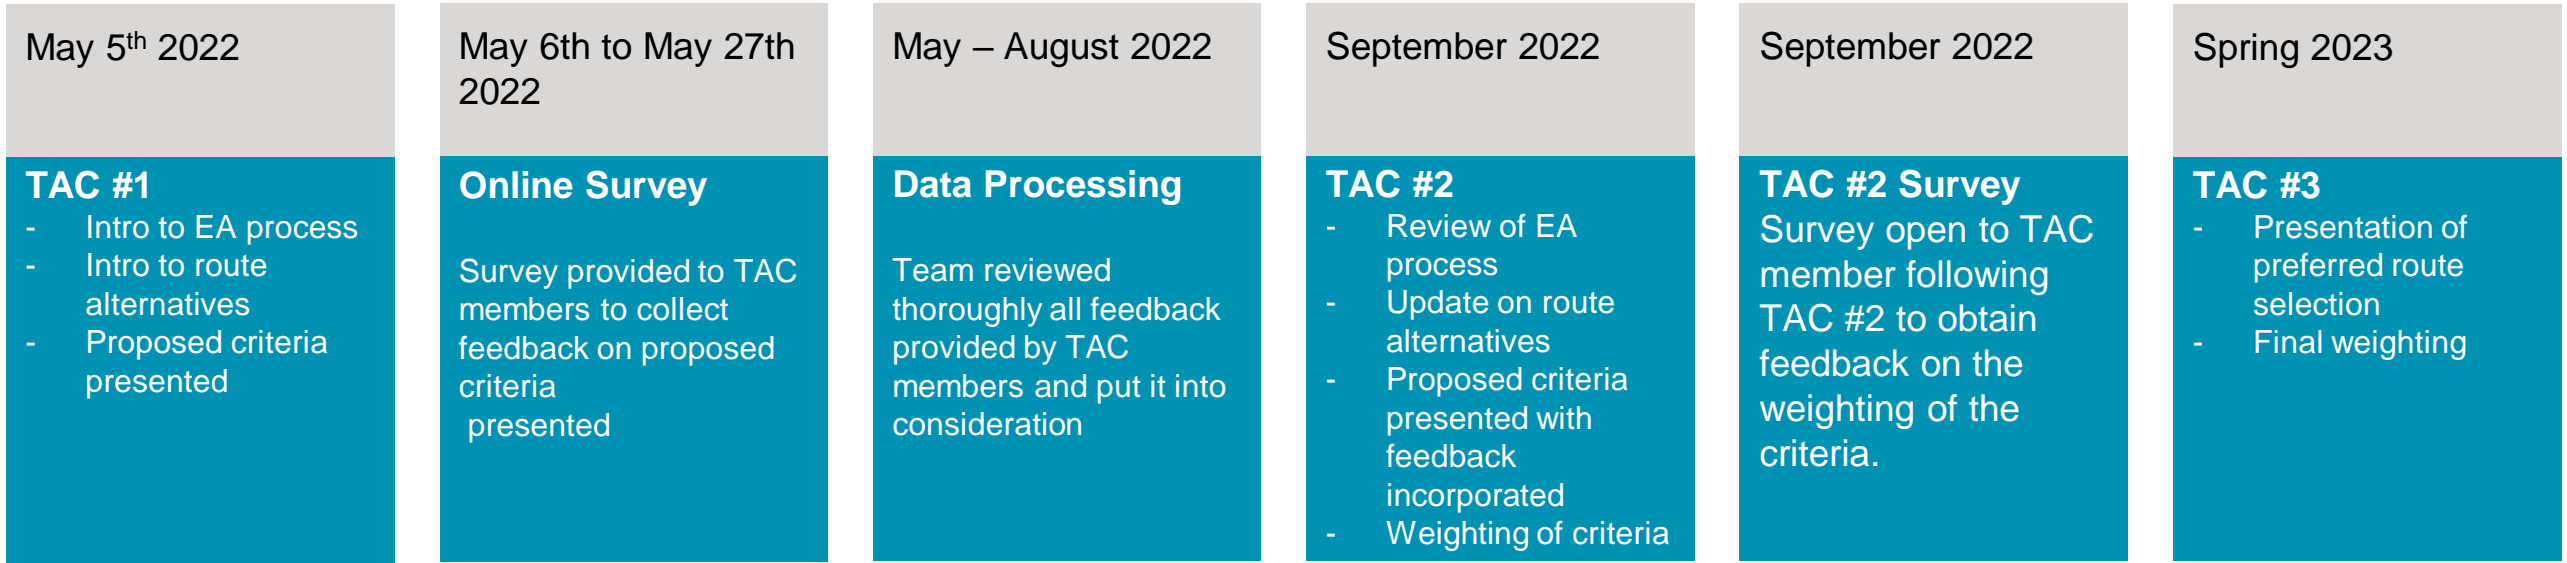 May 5th 2022
TAC #1
- Intro to EA process
- Intro to route
alternatives
- Proposed criteria
presented
May 6th to May 27th
2022
Online Survey
Survey provided to TAC
members to collect
feedback on proposed
criteria
presented
May – August 2022
Data Processing
Team reviewed
thoroughly all feedback
provided by TAC
members and put it into
consideration
September 2022
TAC #2
- Review of EA
process
- Update on route
alternatives
- Proposed criteria
presented with
feedback
incorporated
- Weighting of criteria
September 2022
TAC #2 Survey
Survey open to TAC
member following
TAC #2 to obtain
feedback on the
weighting of the
criteria.
Spring 2023
TAC #3
- Presentation of
preferred route
selection
- Final weighting